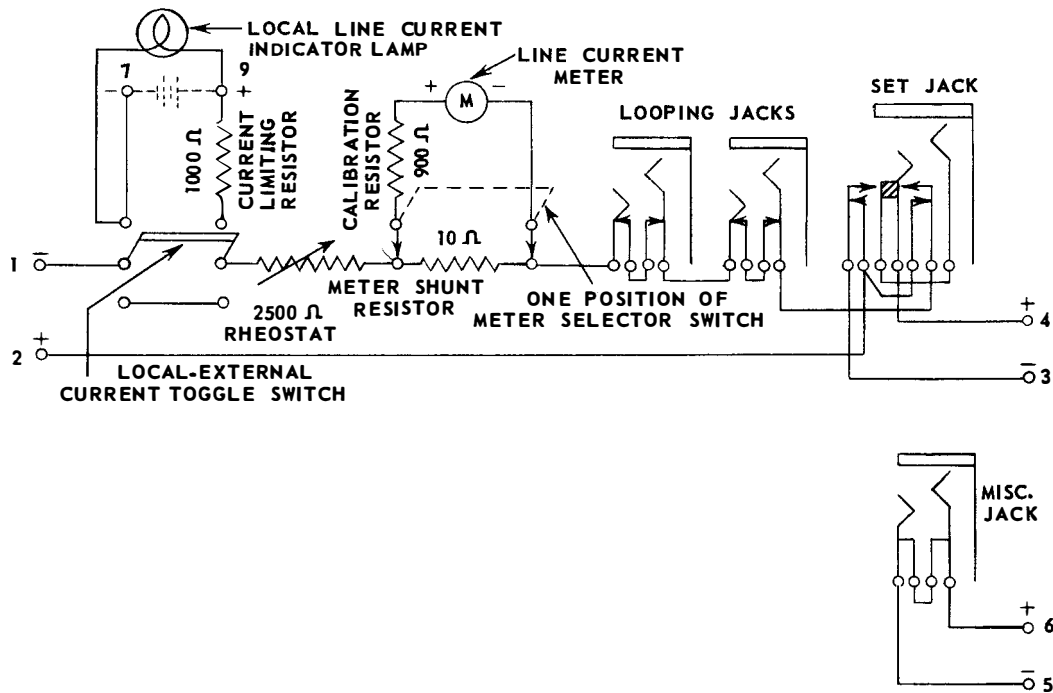 LOCAL LINE CURRENT
INDICATOR LAMP
LINE CURRENT
METER
SET JACK
LOOPING JACKS
7
9
-
+
+
-
M
1000 Ω
CURRENT
LIMITING
RESISTOR
CALIBRATION
RESISTOR
900 Ω
1
-
10 Ω
METER SHUNT
RESISTOR
2500 Ω
RHEOSTAT
ONE POSITION OF
METER SELECTOR SWITCH
+
4
2
+
-
3
LOCAL-EXTERNAL
CURRENT TOGGLE SWITCH
MISC.
JACK
+
6
-
5